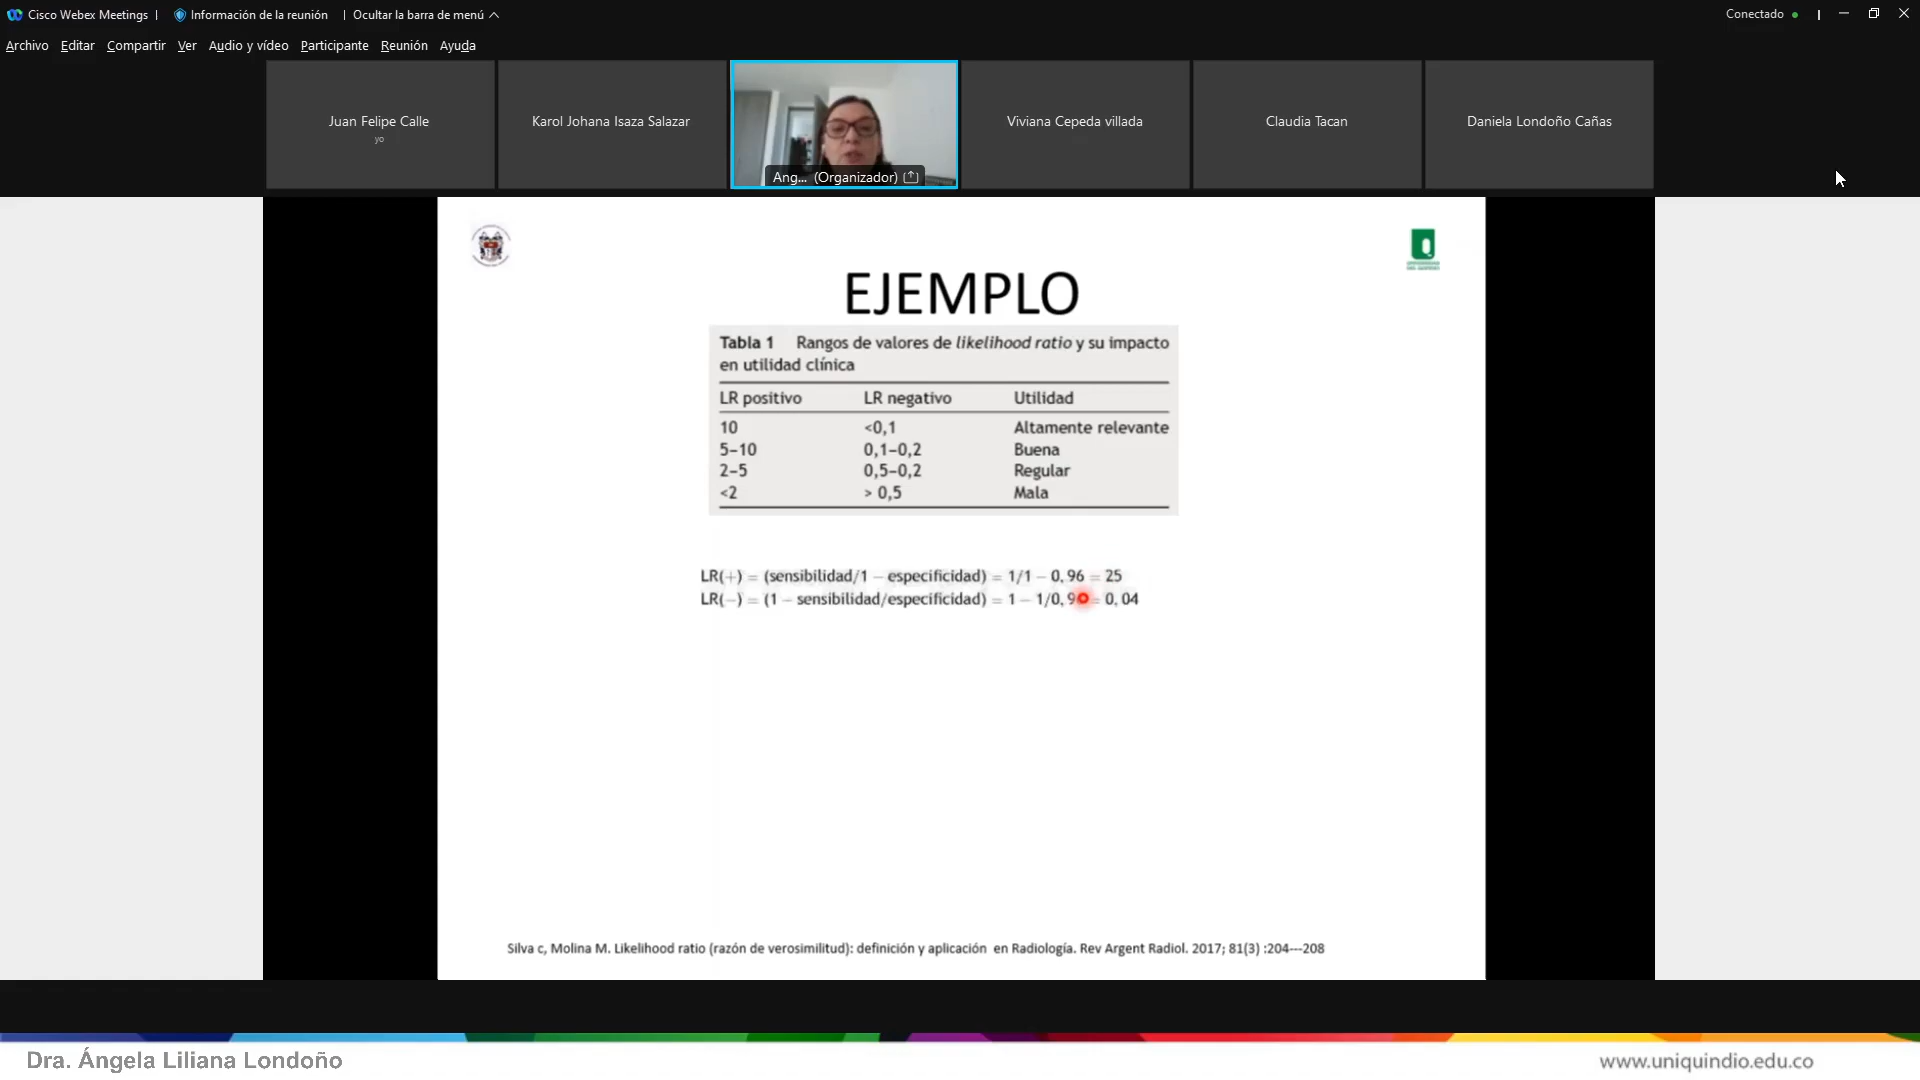 Cisco Webex Meetings | Información de la reunión | Ocultar la barra de menú
Conectado
Archivo Editar Compartir Ver Audio y vídeo Participante Reunión Ayuda
Juan Felipe Calle
yo
Karol Johana Isaza Salazar
Ang... (Organizador)
Viviana Cepeda villada
Claudia Tacan
Daniela Londoño Cañas
EJEMPLO
Tabla 1 Rangos de valores de likelihood ratio y su impacto
en utilidad clínica
LR positivo LR negativo Utilidad
10 <0,1 Altamente relevante
5–10 0,1–0,2 Buena
2–5 0,5–0,2 Regular
<2 > 0,5 Mala
LR(+) = (sensibilidad/1 − especificidad) = 1/1 − 0,96 = 25
LR(−) = (1 − sensibilidad/especificidad) = 1 − 1/0,9 = 0,04
Silva c, Molina M. Likelihood ratio (razón de verosimilitud): definición y aplicación en Radiología. Rev Argent Radiol. 2017; 81(3) :204---208
Dra. Ángela Liliana Londoño
www.uniquindio.edu.co